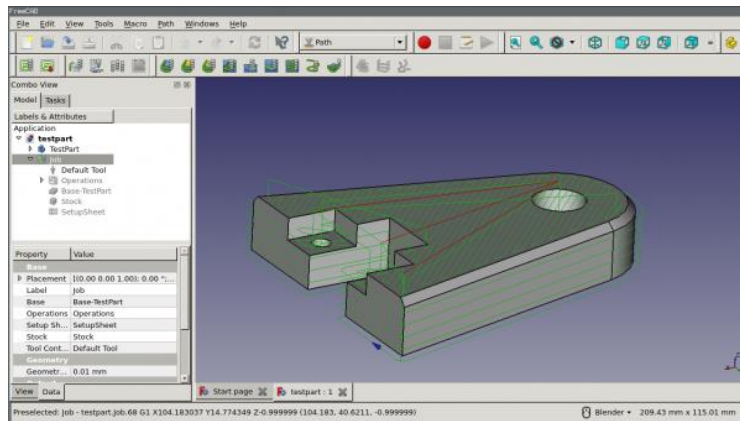 FreeCAD
File Edit View Tools Macro Path Windows Help
Path
Combo View
Model Tasks
Labels & Attributes
Application
testpart
TestPart
Job
Default Tool
Operations
Base-TestPart
Stock
SetupSheet
Property Value
Base
Placement [(0.00 0.00 1.00); 0.00 °;...
Label Job
Base Base-TestPart
Operations Operations
Setup Sh... SetupSheet
Stock Stock
Tool Cont... Default Tool
Geometry
Geometr... 0.01 mm
View Data
Start page testpart : 1
Preselected: Job - testpart.Job.68 G1 X104.183037 Y14.774349 Z-0.999999 (104.183, 40.6211, -0.999999) Blender 209.43 mm x 115.01 mm